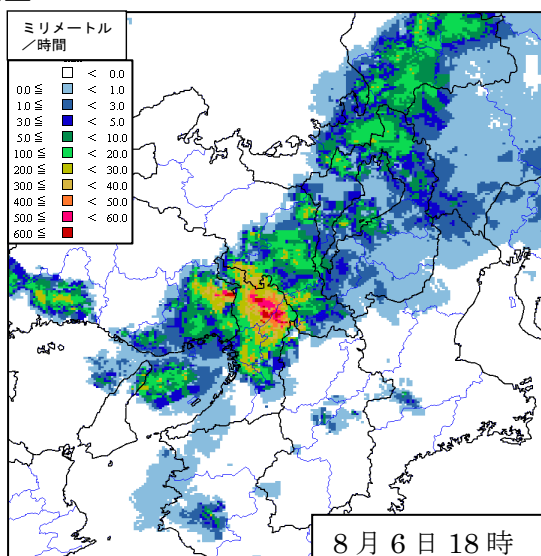 ミリメートル
／時間
< 0.0
0.0 ≦ < 1.0
1.0 ≦ < 3.0
3.0 ≦ < 5.0
5.0 ≦ < 10.0
10.0 ≦ < 20.0
20.0 ≦ < 30.0
30.0 ≦ < 40.0
40.0 ≦ < 50.0
50.0 ≦ < 60.0
60.0 ≦
8月6日18時